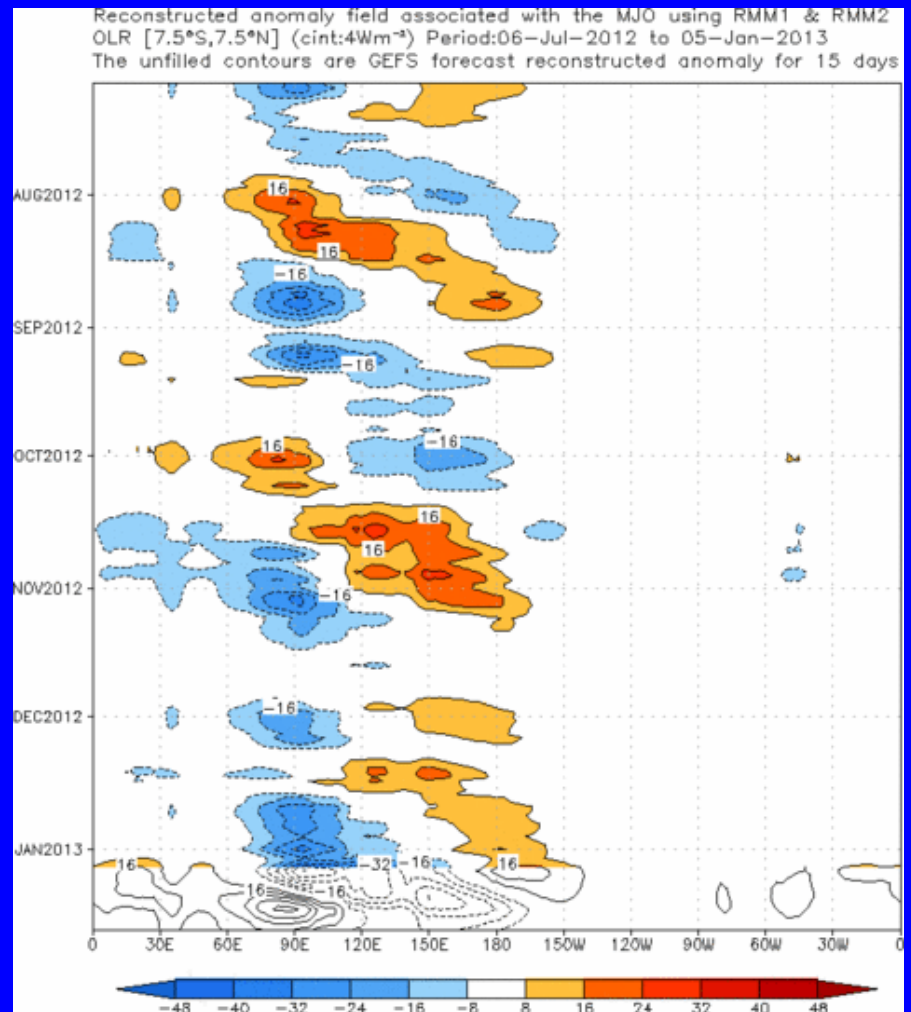 Reconstructed anomaly field associated with the MJO using RMM1 & RMM2
OLR [7.5°S,7.5°N] (cint:4Wm⁻²) Period:06-Jul-2012 to 05-Jan-2013
The unfilled contours are GEFS forecast reconstructed anomaly for 15 days
AUG2012
16
16
-16
SEP2012
-16
OCT2012
16
-16
16
16
NOV2012
-16
DEC2012
-16
JAN2013
16
-32
-16
16
16
-16
0 30E 60E 90E 120E 150E 180 150W 120W 90W 60W 30W 0
-48 -40 -32 -24 -16 -8 8 16 24 32 40 48